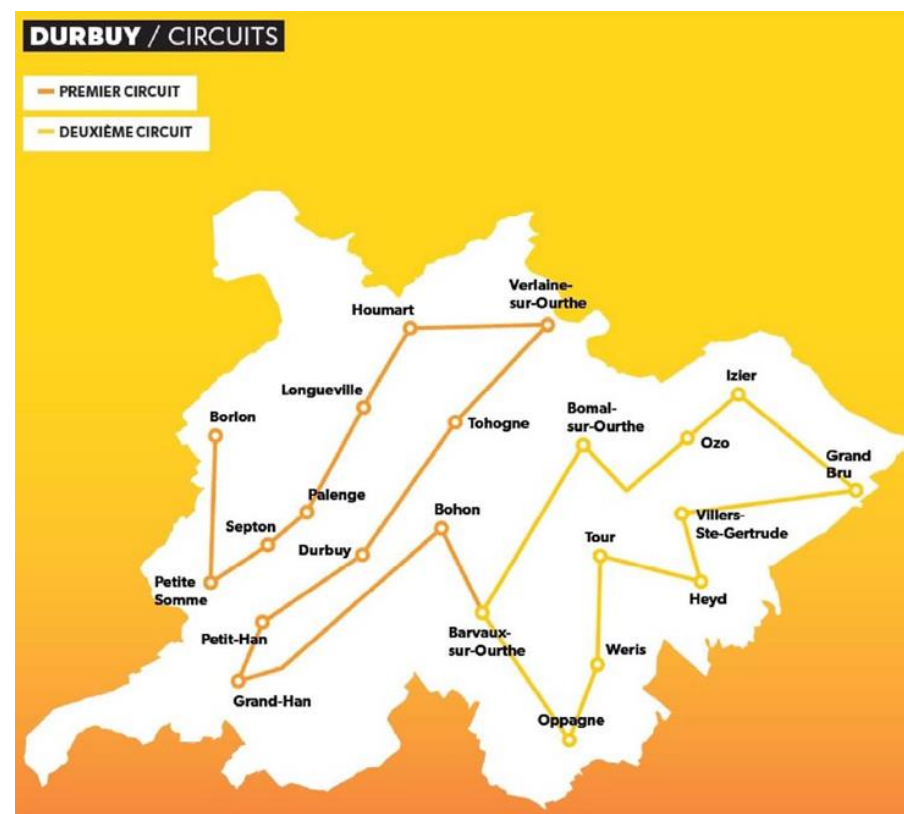 DURBUY / CIRCUITS
PREMIER CIRCUIT
DEUXIÈME CIRCUIT
Verlaine-
sur-Ourthe
Houmart
Izier
Longueville
Bomal-
sur-Ourthe
Borlon
Tohogne
Ozo
Grand
Bru
Palenge
Bohon
Villers-
Ste-Gertrude
Septon
Durbuy
Tour
Petite
Somme
Heyd
Petit-Han
Barvaux-
sur-Ourthe
Weris
Grand-Han
Oppagne